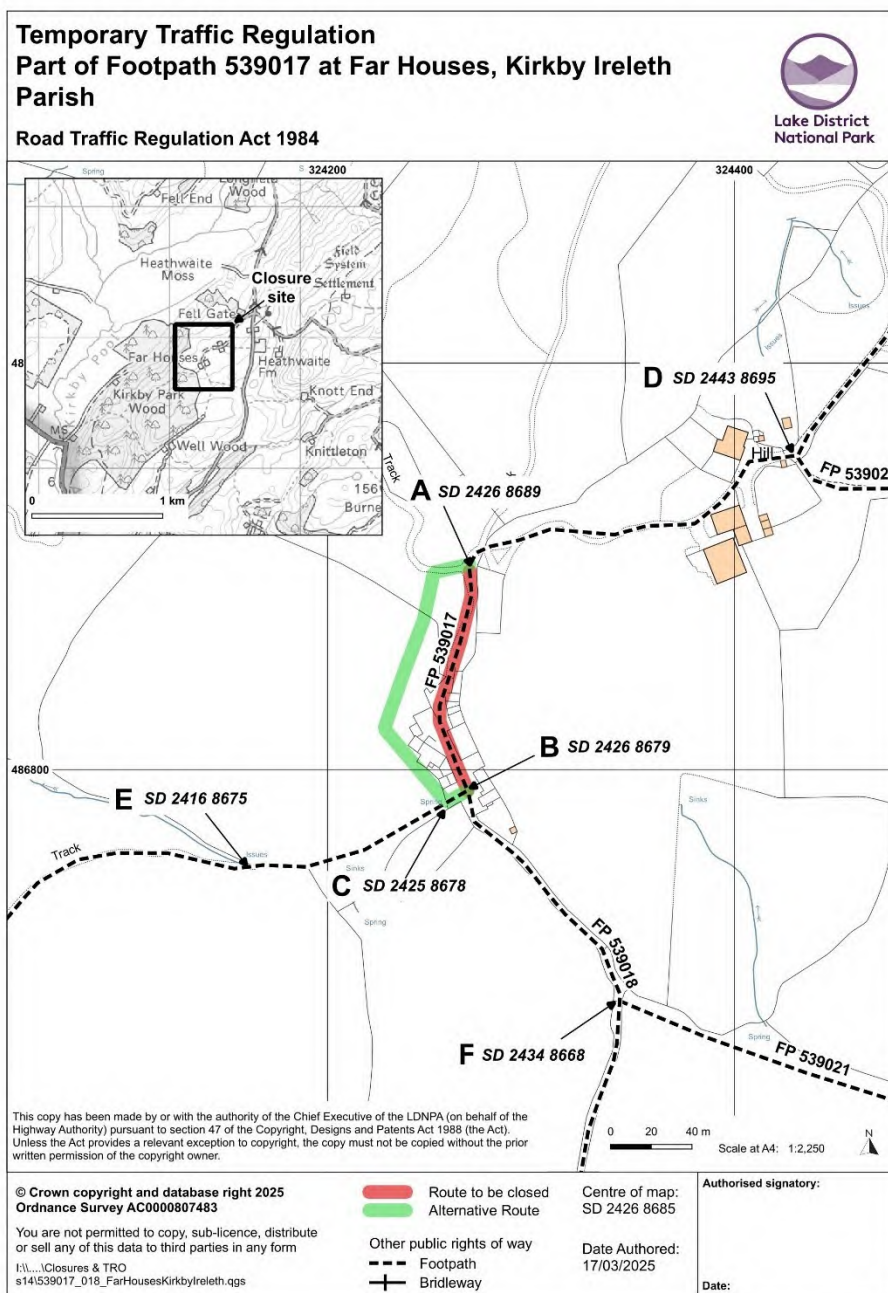 Temporary Traffic Regulation
Part of Footpath 539017 at Far Houses, Kirkby Ireleth
Parish
Road Traffic Regulation Act 1984
Lake District
National Park
Spring
324200
324400
Wood
Fell End
Heathwaite
Moss
Field
System
Settlement
Closure
site
Fell Gate
48
Far Houses
Heathwaite
Fm
Kirkby Pool
Kirkby Park
Wood
Knott End
MS
Well Wood
Knittleton
6
156
Burne
0
1 km
Issues
Issues
D SD 2443 8695
Hill
FP 53902
Track
A SD 2426 8689
FP 539017
B SD 2426 8679
486800
E SD 2416 8675
Spring
Issues
Track
Sinks
C SD 2425 8678
Spring
Sinks
FP 539018
Spring
F SD 2434 8668
FP 539021
This copy has been made by or with the authority of the Chief Executive of the LDNPA (on behalf of the
Highway Authority) pursuant to section 47 of the Copyright, Designs and Patents Act 1988 (the Act).
Unless the Act provides a relevant exception to copyright, the copy must not be copied without the prior
written permission of the copyright owner.
0 20 40 m
Scale at A4: 1:2,250
N
© Crown copyright and database right 2025
Ordnance Survey AC0000807483
You are not permitted to copy, sub-licence, distribute
or sell any of this data to third parties in any form
I:\\....\Closures & TRO
s14\539017_018_FarHousesKirkbyIreleth.qgs
Route to be closed
Alternative Route
Other public rights of way
Footpath
Bridleway
Centre of map:
SD 2426 8685
Date Authored:
17/03/2025
Authorised signatory:
Date: